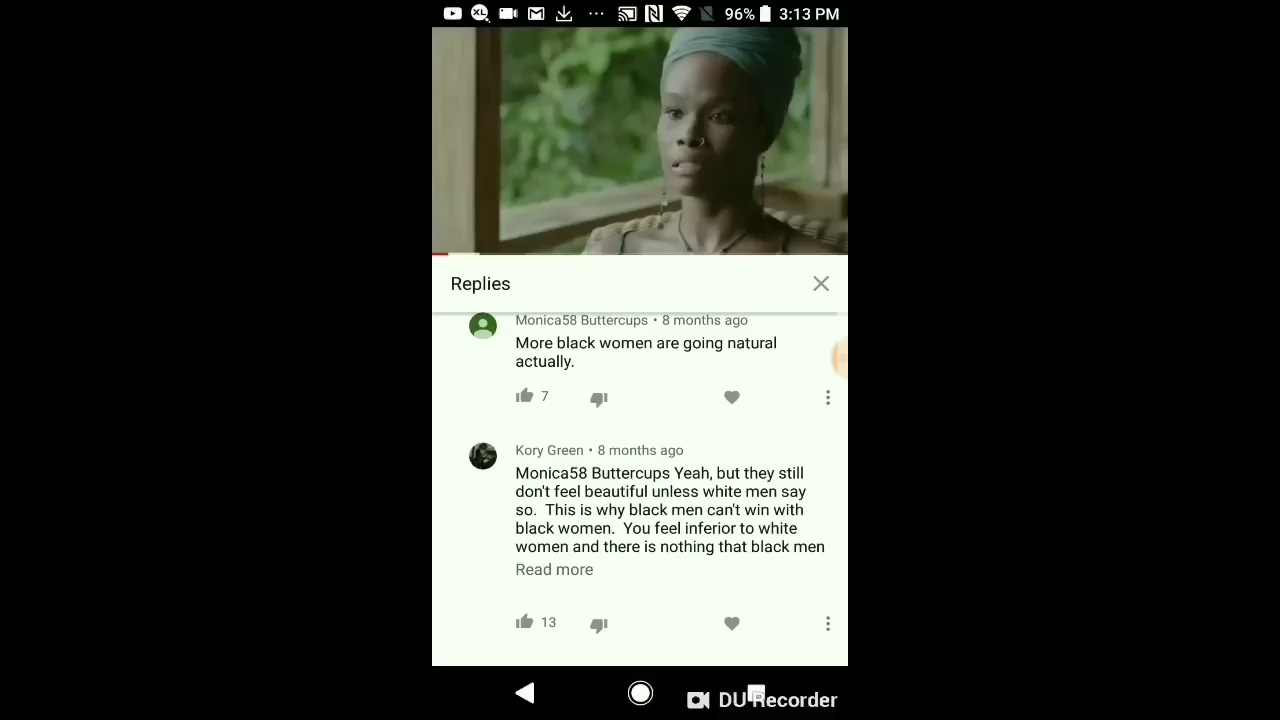 XL 96% 3:13 PM
Replies
Monica58 Buttercups • 8 months ago
More black women are going natural
actually.
7
Kory Green • 8 months ago
Monica58 Buttercups Yeah, but they still
don't feel beautiful unless white men say
so.  This is why black men can't win with
black women.  You feel inferior to white
women and there is nothing that black men
Read more
13
DU Recorder